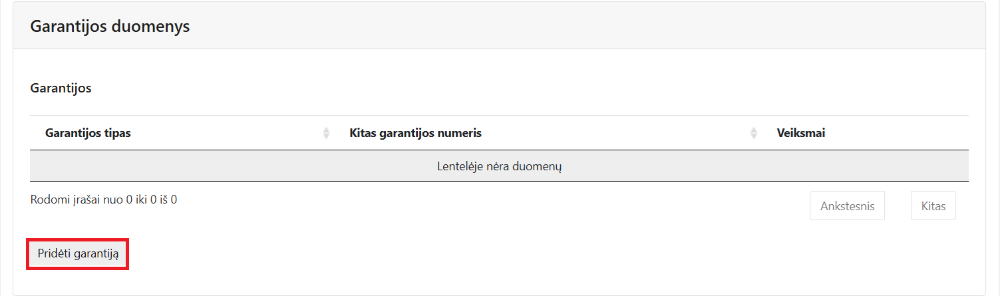 Garantijos duomenys
Garantijos
Garantijos tipas Kitas garantijos numeris Veiksmai
Lentelėje nėra duomenų
Rodomi įrašai nuo 0 iki 0 iš 0 Ankstesnis Kitas
Pridėti garantiją